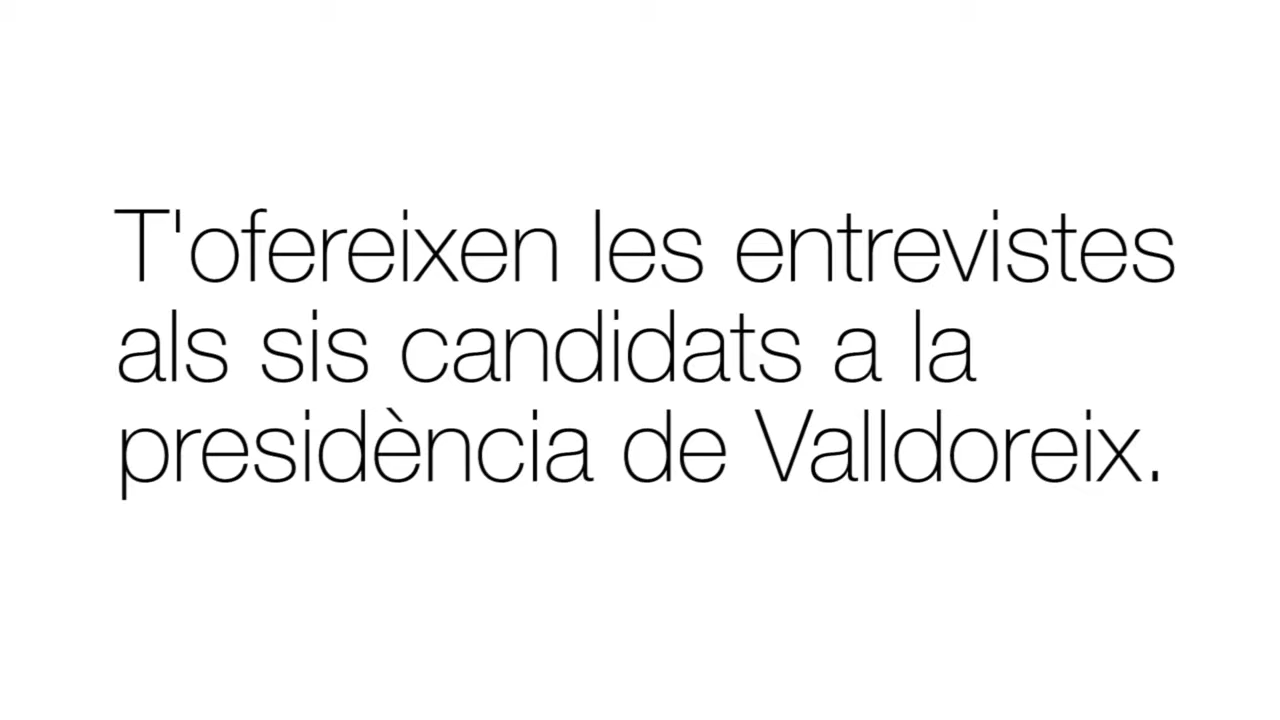 T'ofereixen les entrevistes
als sis candidats a la
presidència de Valldoreix.